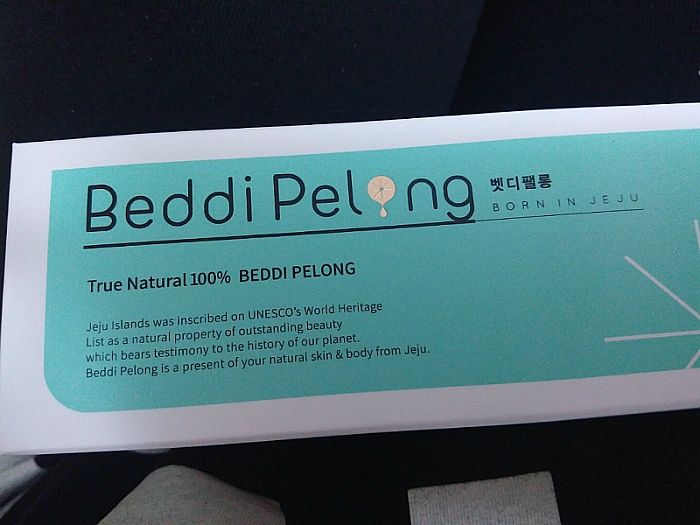 Beddi Pelong 벳디팰롱
BORN IN JEJU
True Natural 100% BEDDI PELONG
Jeju Islands was inscribed on UNESCO's World Heritage
List as a natural property of outstanding beauty
which bears testimony to the history of our planet.
Beddi Pelong is a present of your natural skin & body from Jeju.